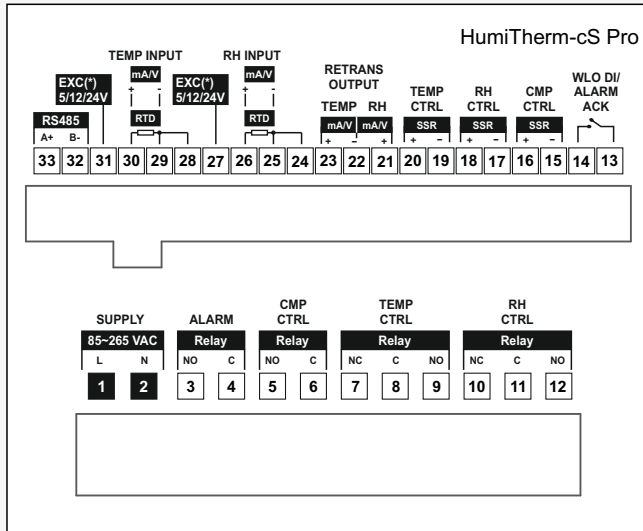 HumiTherm-cS Pro
TEMP INPUT RH INPUT RETRANS OUTPUT TEMP CTRL RH CTRL CMP CTRL WLO DI/ ALARM ACK
EXC(*) 5/12/24V mA/V EXC(*) 5/12/24V mA/V TEMP RH
+ - + -
RS485 RTD RTD mA/V mA/V SSR SSR SSR
A+ B- + - + + - + - + -
33 32 31 30 29 28 27 26 25 24 23 22 21 20 19 18 17 16 15 14 13
SUPPLY ALARM CMP CTRL TEMP CTRL RH CTRL
85~265 VAC Relay Relay Relay Relay
L N NO C NO C NC C NO NC C NO
1 2 3 4 5 6 7 8 9 10 11 12